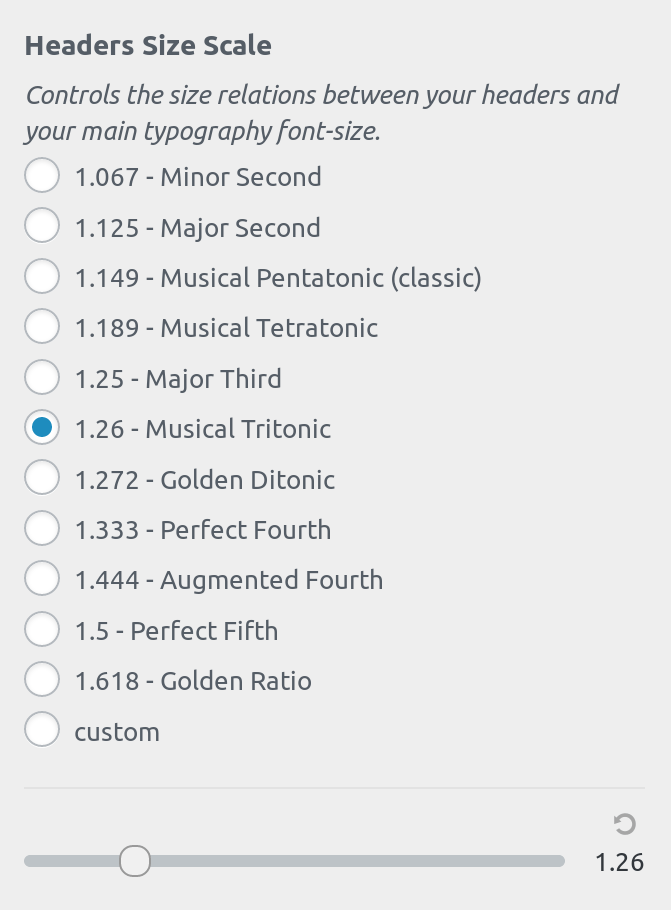 Headers Size Scale
Controls the size relations between your headers and
your main typography font-size.
1.067 - Minor Second
1.125 - Major Second
1.149 - Musical Pentatonic (classic)
1.189 - Musical Tetratonic
1.25 - Major Third
1.26 - Musical Tritonic
1.272 - Golden Ditonic
1.333 - Perfect Fourth
1.444 - Augmented Fourth
1.5 - Perfect Fifth
1.618 - Golden Ratio
custom
1.26